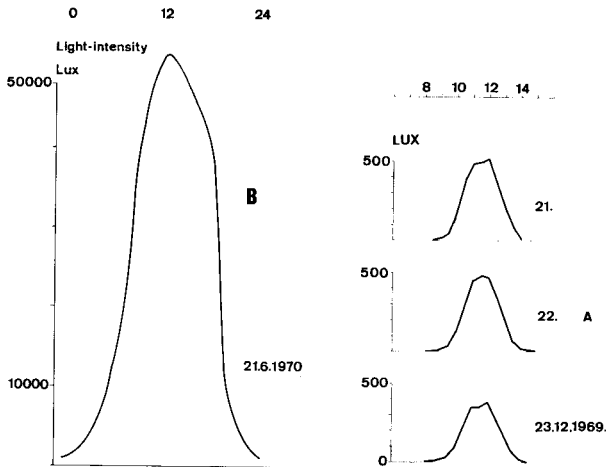 0 12 24
Light-intensity
Lux
50000
B
21.6.1970
10000
8 10 12 14
LUX
500
21.
500
22. A
500
23.12.1969.
0